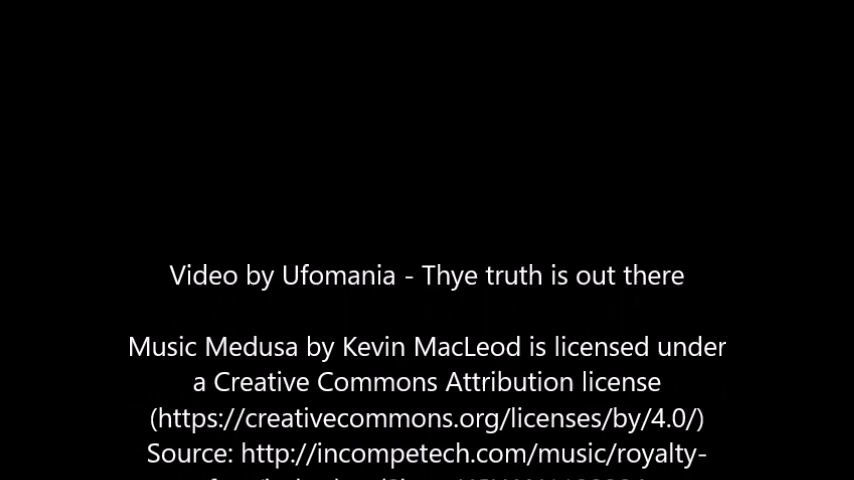 Video by Ufomania - Thye truth is out there
Music Medusa by Kevin MacLeod is licensed under
a Creative Commons Attribution license
(https://creativecommons.org/licenses/by/4.0/)
Source: http://incompetech.com/music/royalty-